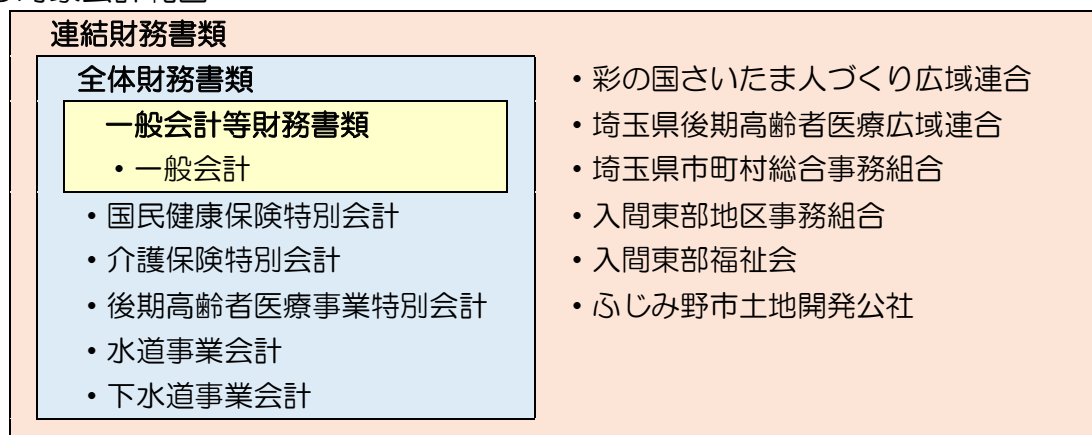 連結財務書類
全体財務書類
一般会計等財務書類
・一般会計
・国民健康保険特別会計
・介護保険特別会計
・後期高齢者医療事業特別会計
・水道事業会計
・下水道事業会計
・彩の国さいたま人づくり広域連合
・埼玉県後期高齢者医療広域連合
・埼玉県市町村総合事務組合
・入間東部地区事務組合
・入間東部福祉会
・ふじみ野市土地開発公社